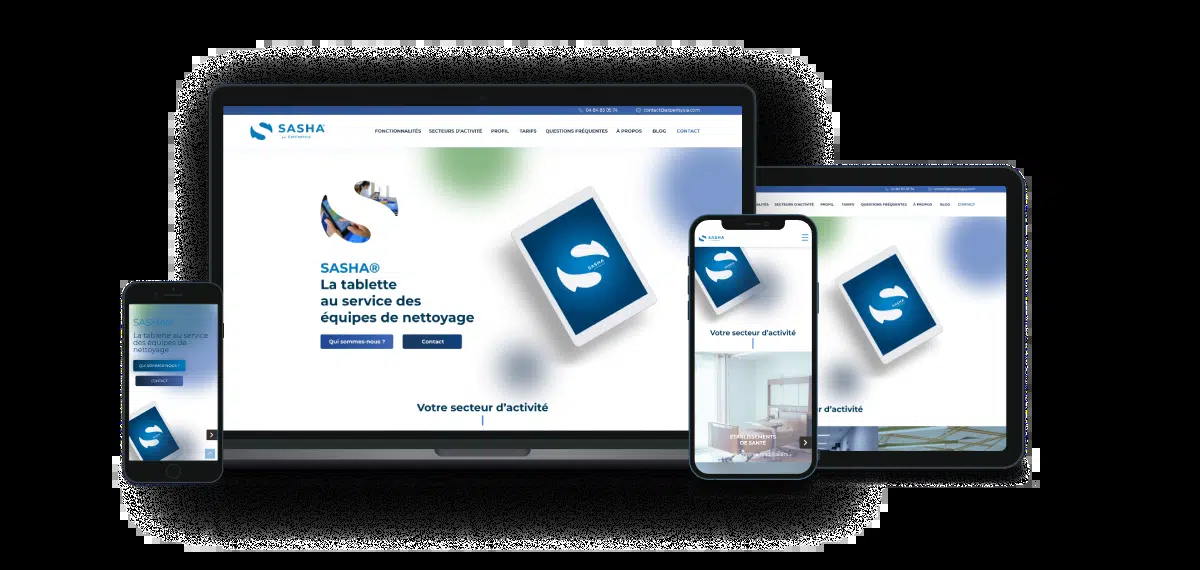 04 84 83 05 74 contact@expertsysa.com
SASHA
FONCTIONNALITÉS SECTEURS D'ACTIVITÉ PROFIL TARIFS QUESTIONS FRÉQUENTES À PROPOS BLOG CONTACT
SASHA®
La tablette
au service des
équipes de nettoyage
Qui sommes-nous ? Contact
SASHA
Votre secteur d'activité
SASHA®
La tablette au service
des équipes de
nettoyage
QUI SOMMES-NOUS ?
CONTACT
SASHA
Votre secteur d'activité
ÉTABLISSEMENTS
DE SANTÉ
SECTEURS D'ACTIVITÉ PROFIL TARIFS QUESTIONS FRÉQUENTES À PROPOS BLOG CONTACT
SASHA
r d'activité